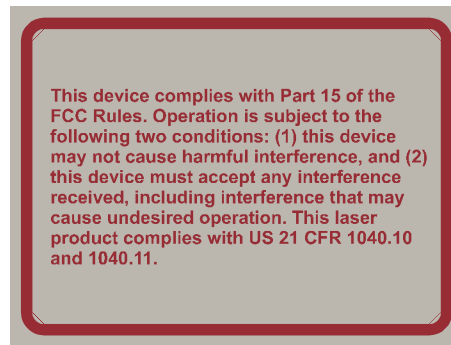 This device complies with Part 15 of the
FCC Rules. Operation is subject to the
following two conditions: (1) this device
may not cause harmful interference, and (2)
this device must accept any interference
received, including interference that may
cause undesired operation. This laser
product complies with US 21 CFR 1040.10
and 1040.11.